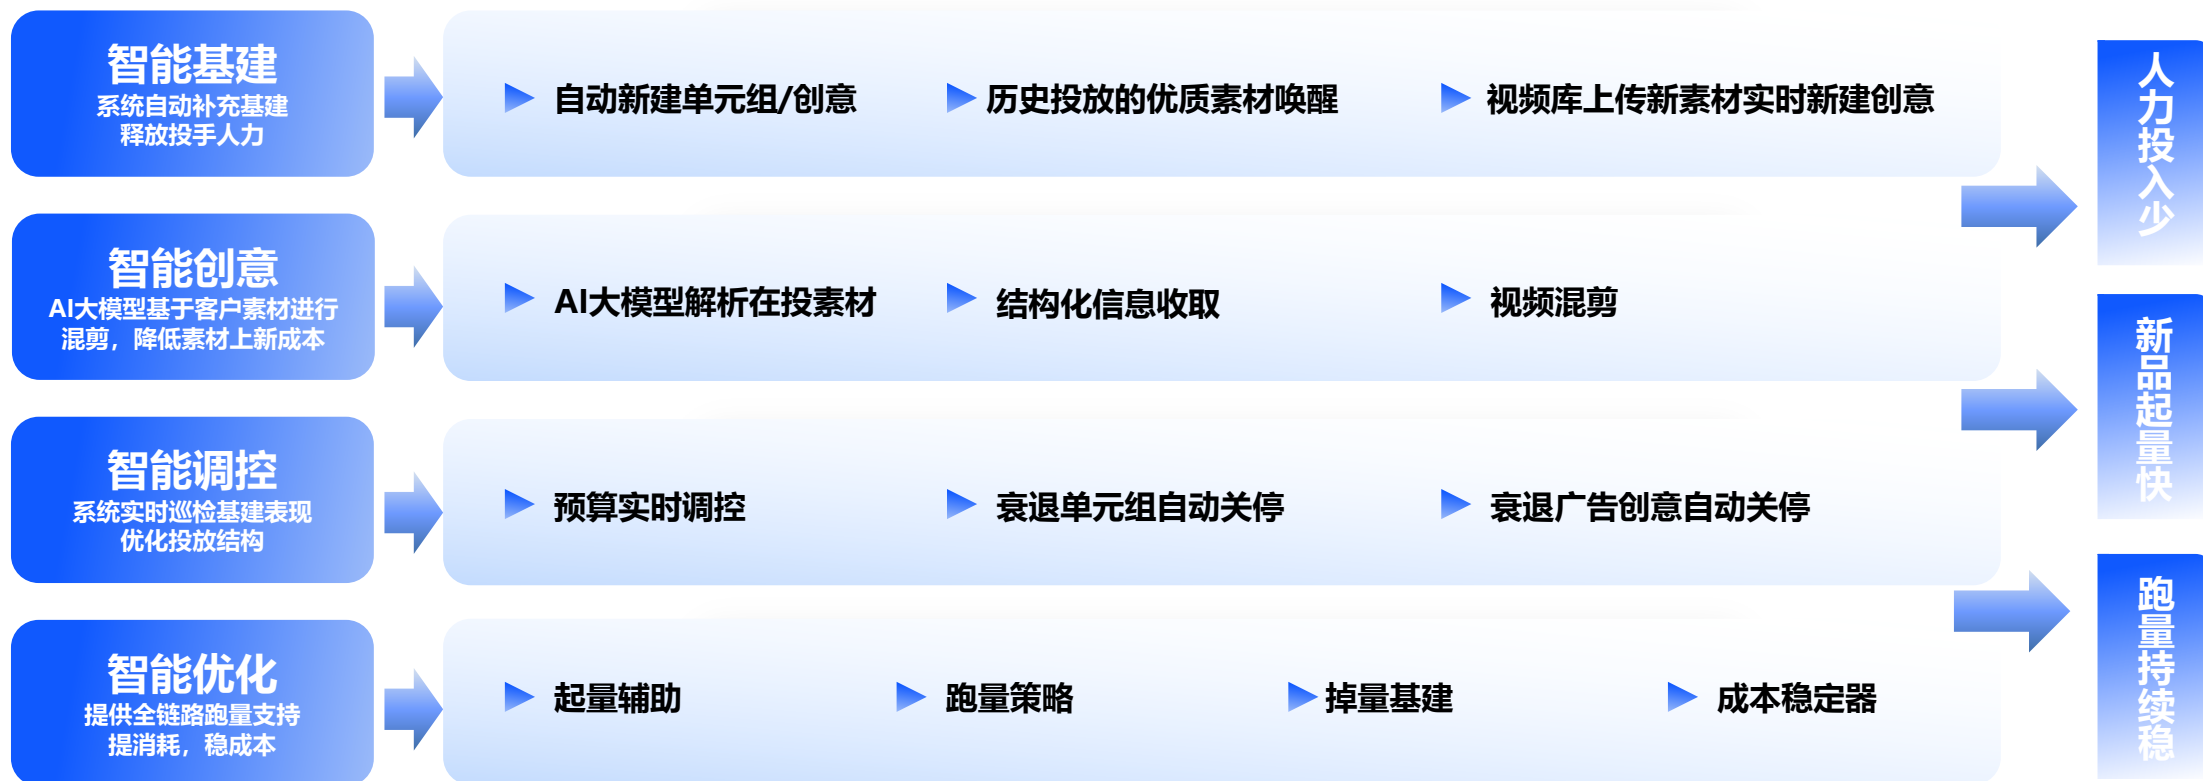 智能基建
系统自动补充基建
释放投手人力
自动新建单元组/创意
历史投放的优质素材唤醒
视频库上传新素材实时新建创意
智能创意
AI大模型基于客户素材进行
混剪，降低素材上新成本
AI大模型解析在投素材
结构化信息收取
视频混剪
智能调控
系统实时巡检基建表现
优化投放结构
预算实时调控
衰退单元组自动关停
衰退广告创意自动关停
智能优化
提供全链路跑量支持
提消耗，稳成本
起量辅助
跑量策略
掉量基建
成本稳定器
人力投入少
新品起量快
跑量持续稳